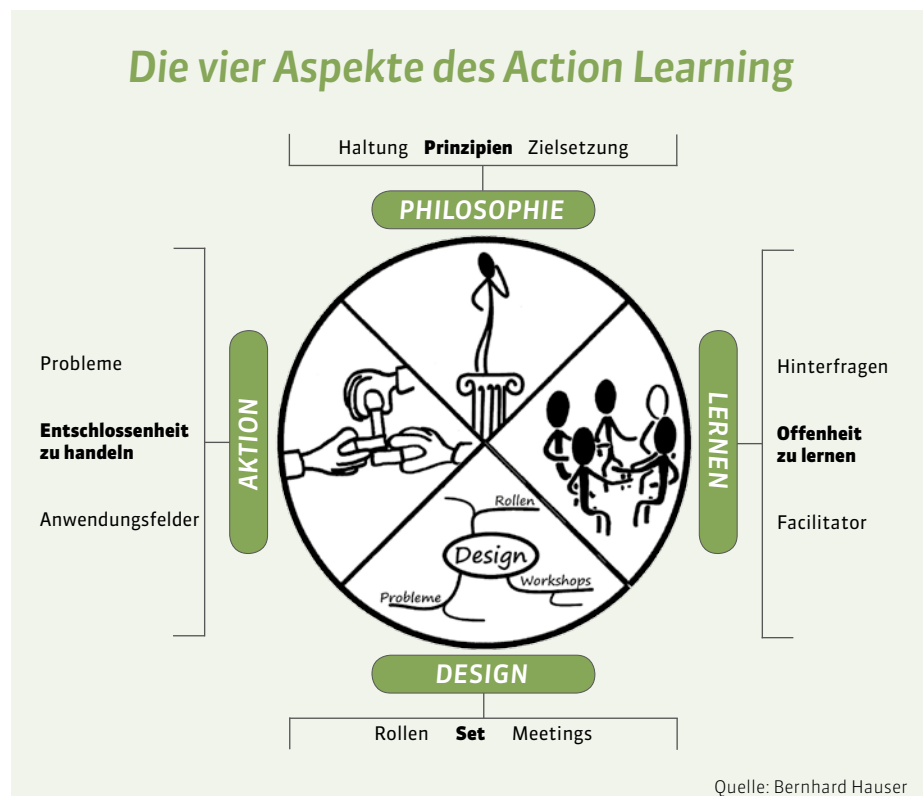 Die vier Aspekte des Action Learning
Haltung Prinzipien Zielsetzung
PHILOSOPHIE
Probleme
Entschlossenheit
zu handeln
Anwendungsfelder
AKTION
LERNEN
Hinterfragen
Offenheit
zu lernen
Facilitator
Rollen
Design
Workshops
Probleme
DESIGN
Rollen Set Meetings
Quelle: Bernhard Hauser